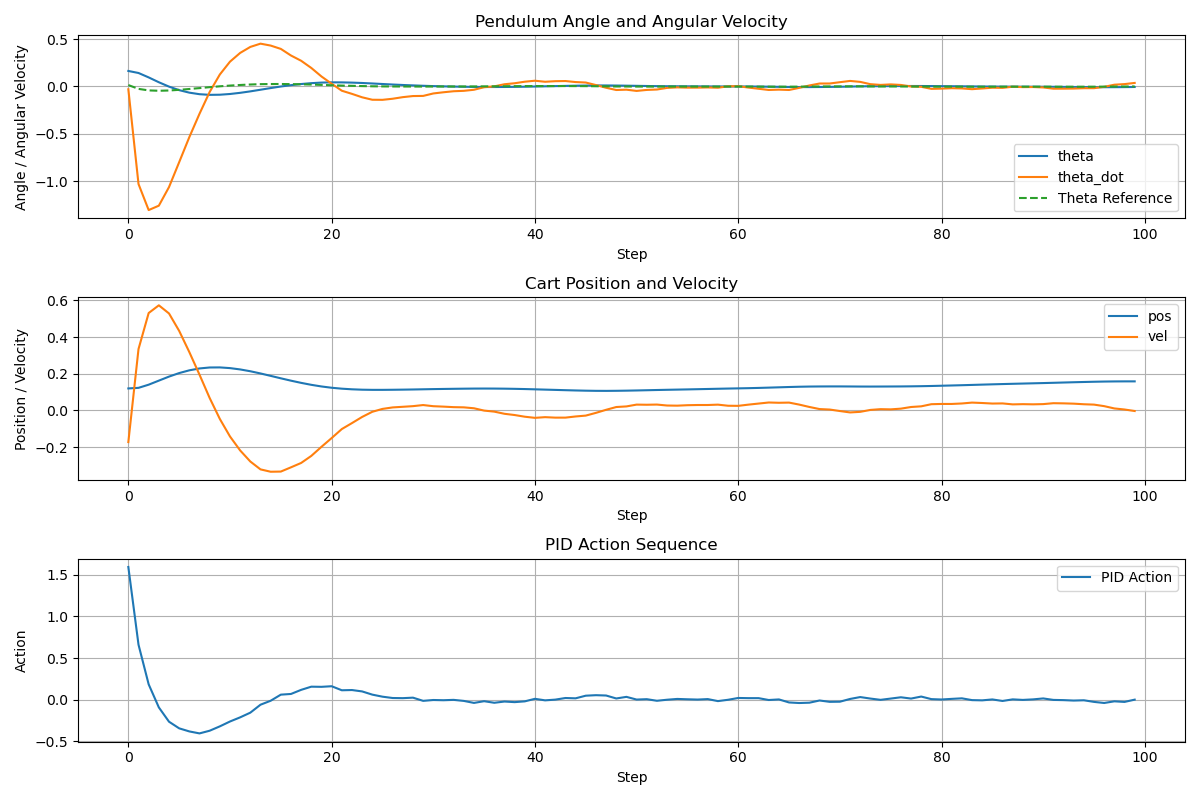 Pendulum Angle and Angular Velocity
Angle / Angular Velocity
0.5
0.0
−0.5
−1.0
theta
theta_dot
Theta Reference
0 20 40 60 80 100
Step
Cart Position and Velocity
Position / Velocity
0.6
0.4
0.2
0.0
−0.2
pos
vel
0 20 40 60 80 100
Step
PID Action Sequence
Action
1.5
1.0
0.5
0.0
−0.5
PID Action
0 20 40 60 80 100
Step